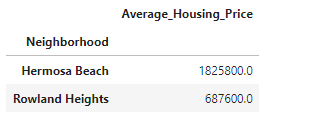 Average_Housing_Price
Neighborhood
Hermosa Beach 1825800.0
Rowland Heights 687600.0